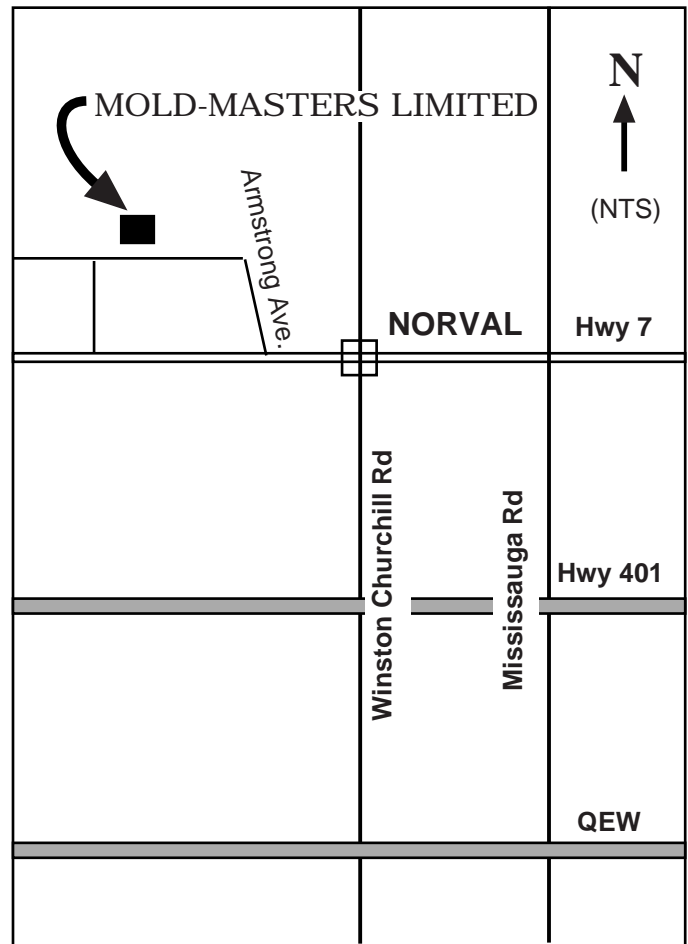 N
MOLD-MASTERS LIMITED
(NTS)
Armstrong Ave.
NORVAL
Hwy 7
Winston Churchill Rd
Mississauga Rd
Hwy 401
QEW